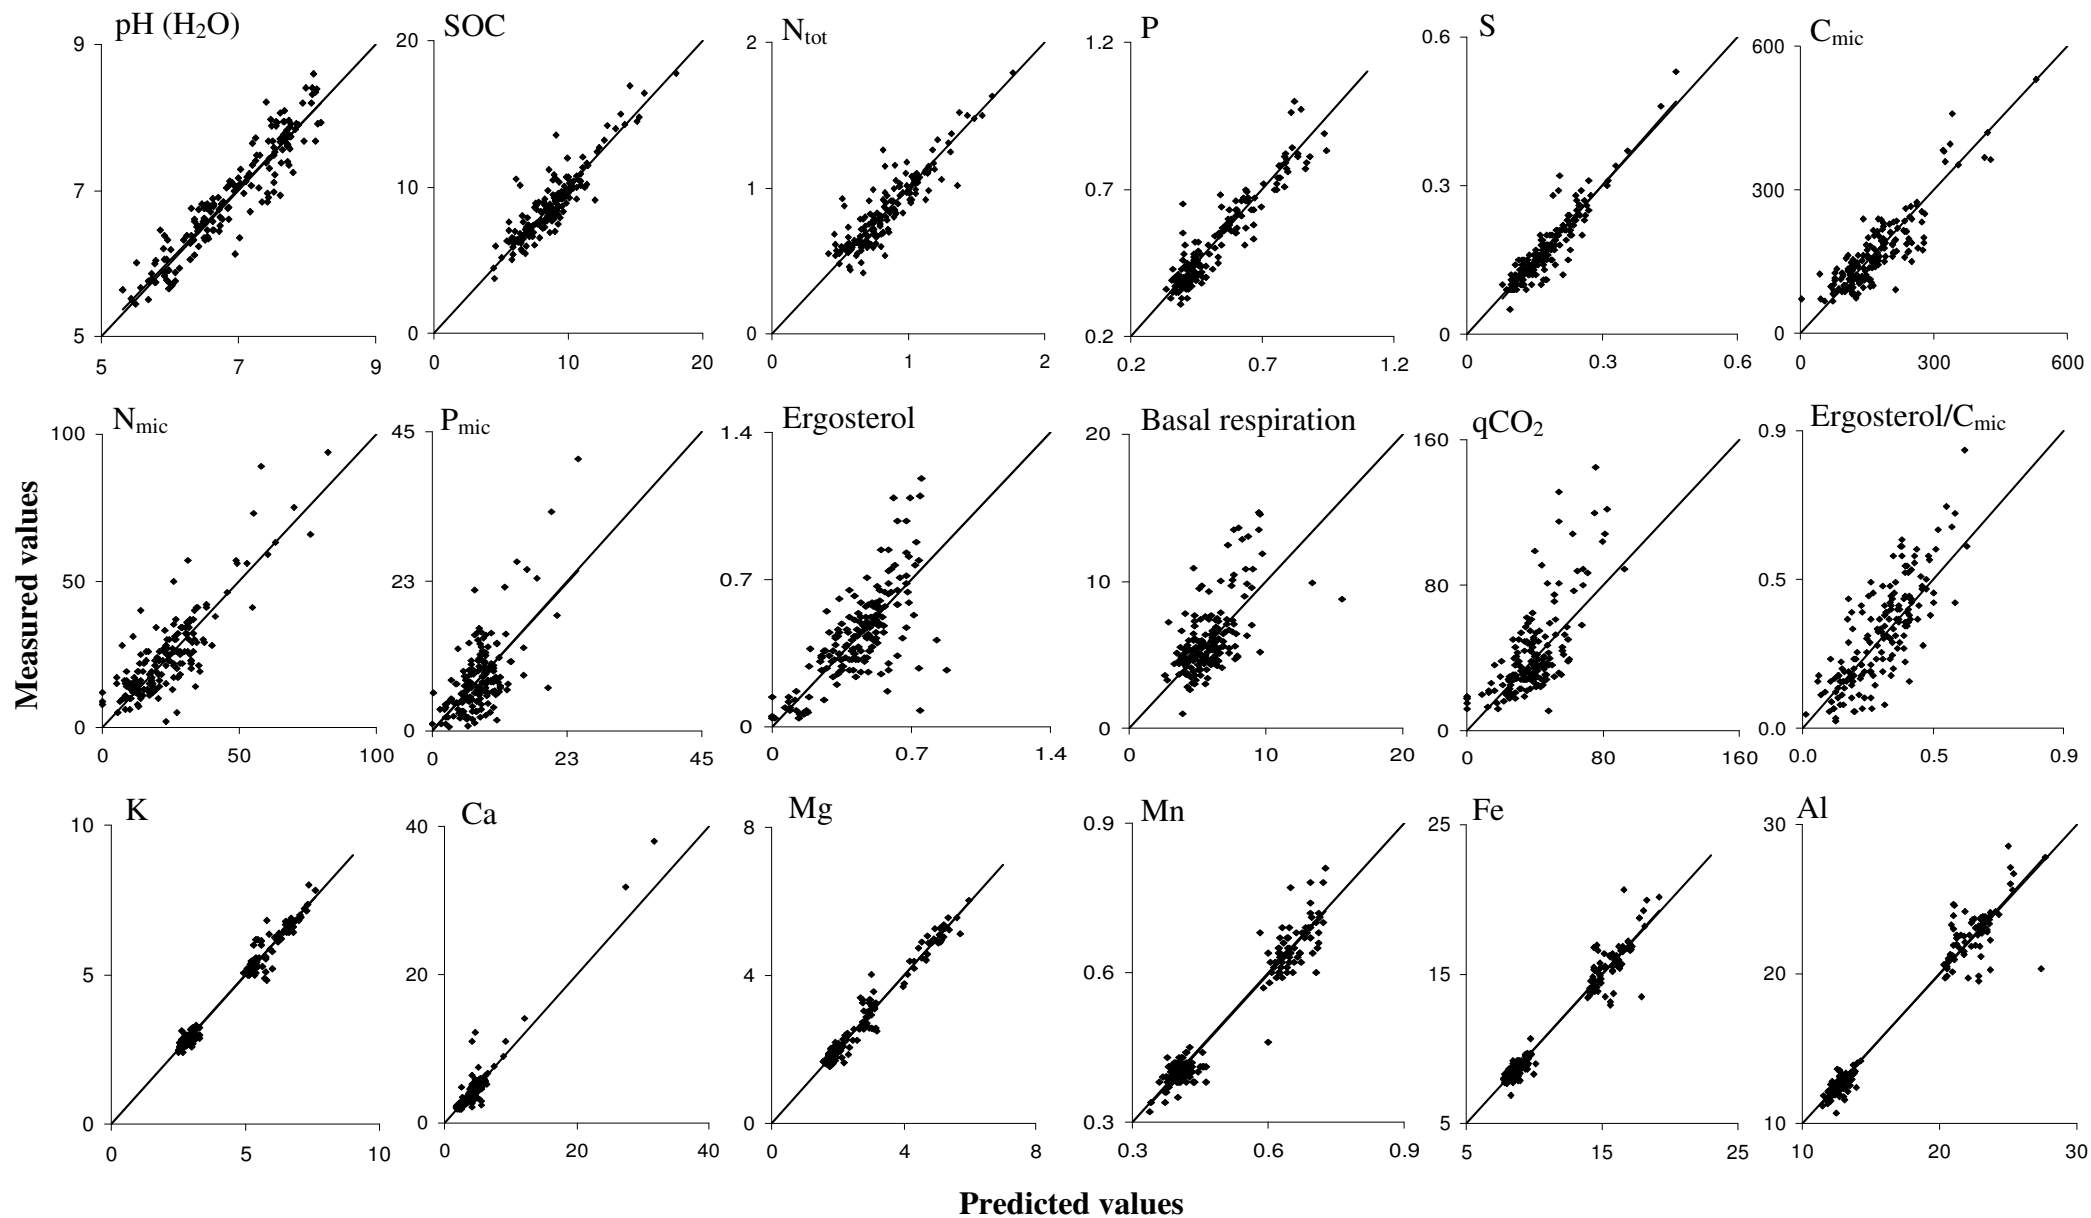 pH (H₂O) SOC N_tot P S C_mic
9 20 2 1.2 0.6 600
7 10 1 0.7 0.3 300
5 0 0 0.2 0 0
5 7 9 0 10 20 0 1 2 0.2 0.7 1.2 0 0.3 0.6 0 300 600
N_mic P_mic Ergosterol Basal respiration qCO₂ Ergosterol/C_mic
100 45 1.4 20 160 0.9
50 23 0.7 10 80 0.5
0 0 0 0 0 0.0
0 50 100 0 23 45 0 0.7 1.4 0 10 20 0 80 160 0.0 0.5 0.9
Measured values
K Ca Mg Mn Fe Al
10 40 8 0.9 25 30
5 20 4 0.6 15 20
0 0 0 0.3 5 10
0 5 10 0 20 40 0 4 8 0.3 0.6 0.9 5 15 25 10 20 30
Predicted values